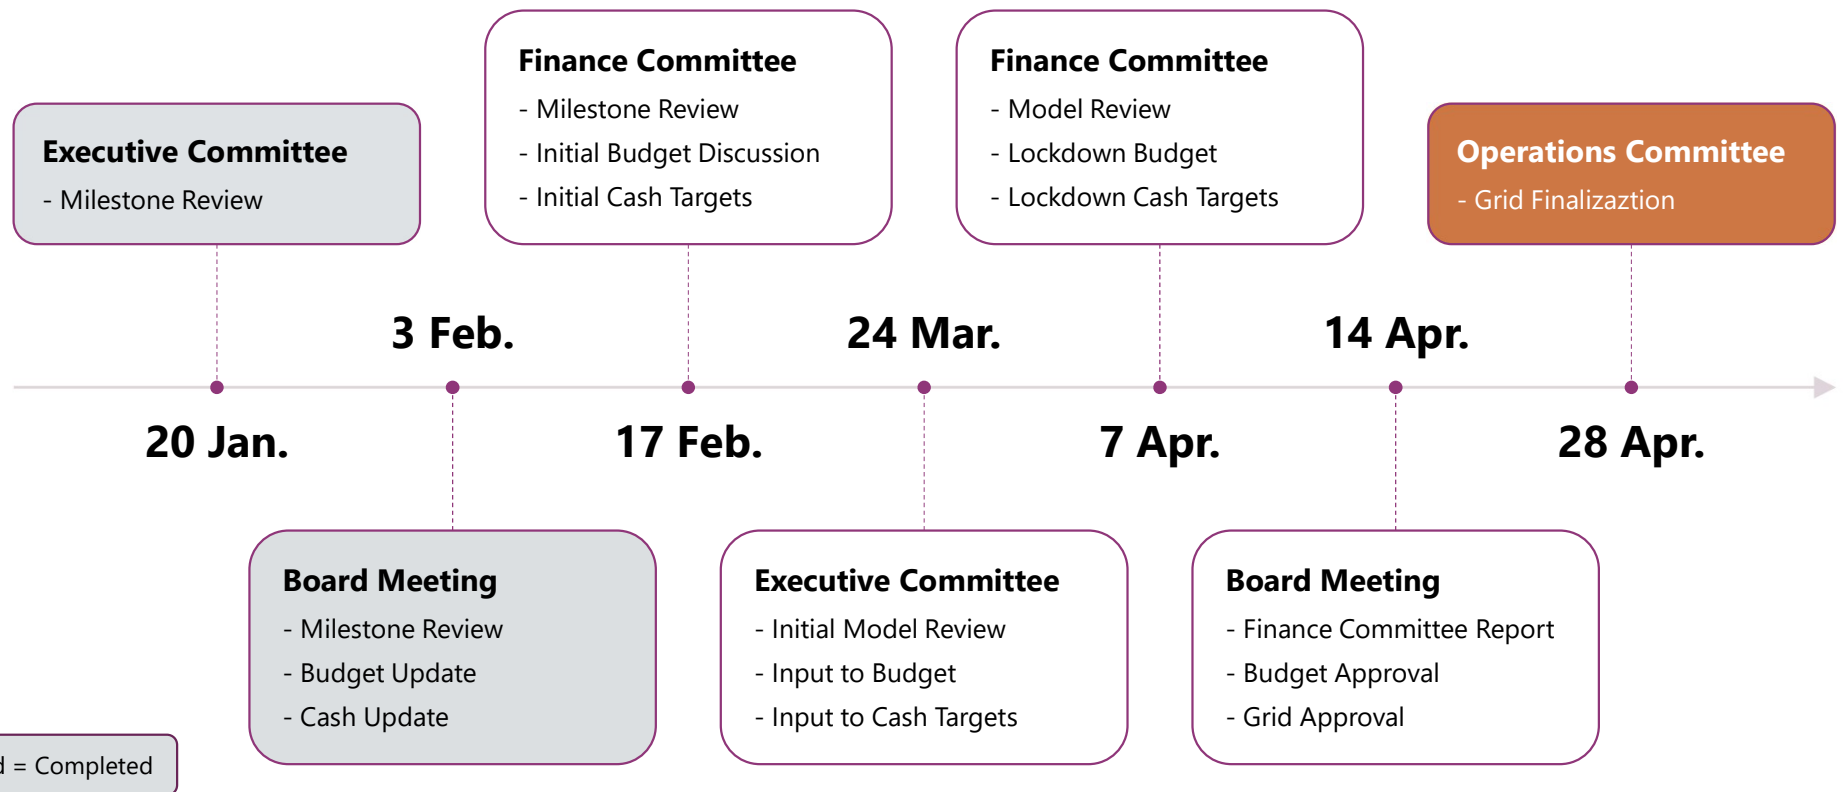 Executive Committee
- Milestone Review
Finance Committee
- Milestone Review
- Initial Budget Discussion
- Initial Cash Targets
Finance Committee
- Model Review
- Lockdown Budget
- Lockdown Cash Targets
Operations Committee
- Grid Finalizaztion
3 Feb.
24 Mar.
14 Apr.
20 Jan.
17 Feb.
7 Apr.
28 Apr.
Board Meeting
- Milestone Review
- Budget Update
- Cash Update
Executive Committee
- Initial Model Review
- Input to Budget
- Input to Cash Targets
Board Meeting
- Finance Committee Report
- Budget Approval
- Grid Approval
= Completed